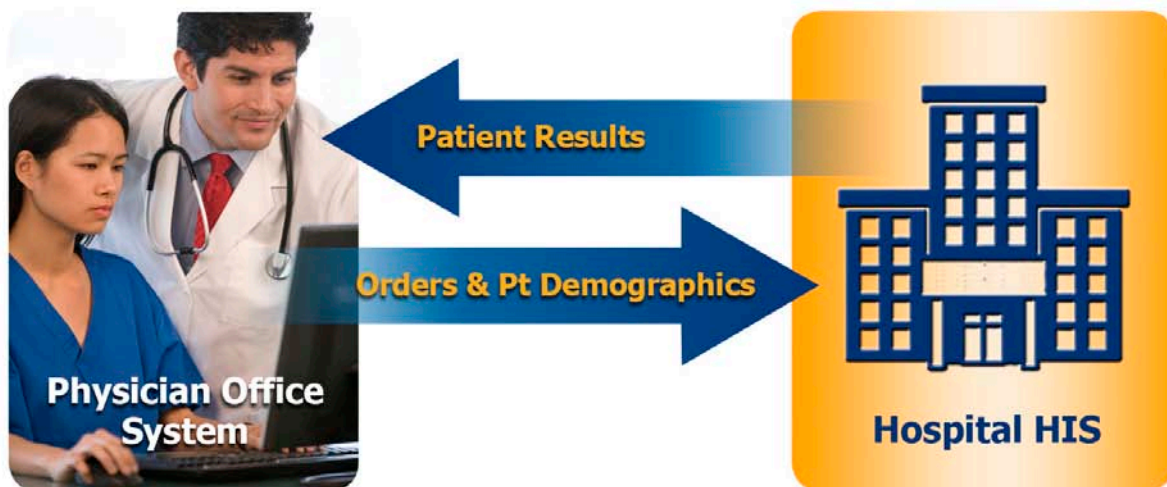 Patient Results
Orders & Pt Demographics
Physician Office
System
Hospital HIS